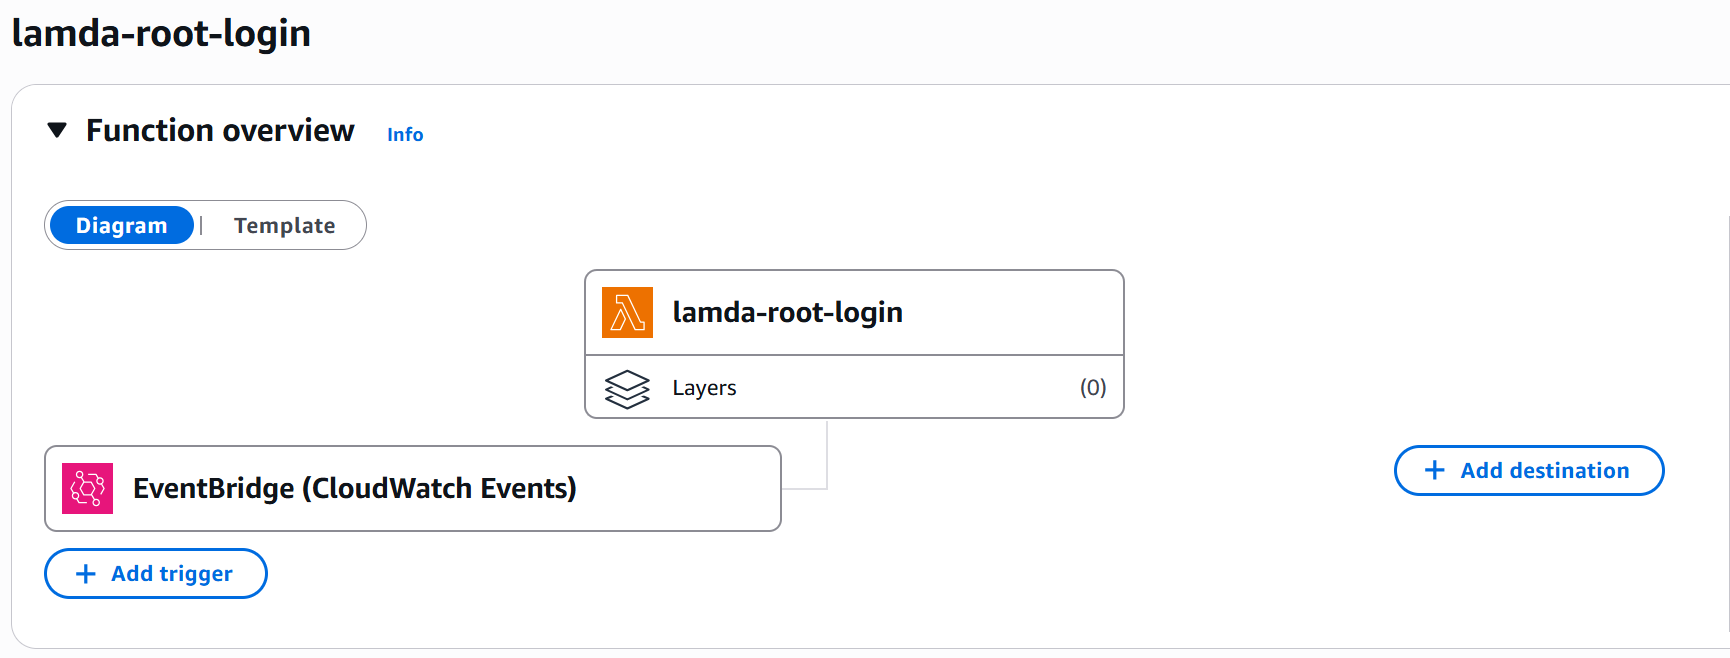 lamda-root-login
Function overview Info
Diagram | Template
lamda-root-login
Layers (0)
EventBridge (CloudWatch Events)
+ Add destination
+ Add trigger